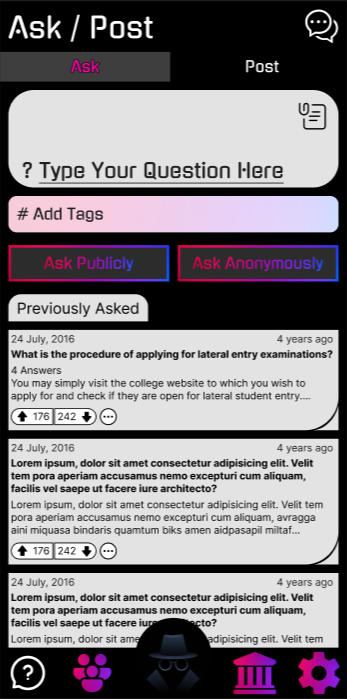 Ask / Post
Ask
Post
? Type Your Question Here
# Add Tags
Ask Publicly
Ask Anonymously
Previously Asked
24 July, 2016
4 years ago
What is the procedure of applying for lateral entry examinations?
4 Answers
You may simply visit the college website to which you wish to
apply for and check if they are open for lateral student entry....
176
242
24 July, 2016
4 years ago
Lorem ipsum, dolor sit amet consectetur adipisicing elit. Velit
tem pora aperiam accusamus nemo excepturi cum aliquam,
facilis vel saepe ut facere iure architecto?
Lorem ipsum, dolor sit amet consectetur adipisicing elit. Velit tem
pora aperiam accusamus nemo excepturi cum aliquam, avragga
aini miquasa bindaris quamtum biks amen aidpasapil miltaf...
176
242
24 July, 2016
4 years ago
Lorem ipsum, dolor sit amet consectetur adipisicing elit. Velit
tem pora aperiam accusamus nemo excepturi cum aliquam,
facilis vel saepe ut facere iure architecto?
Lorem ipsum, dolor sit ame adipisicing elit. Velit tem